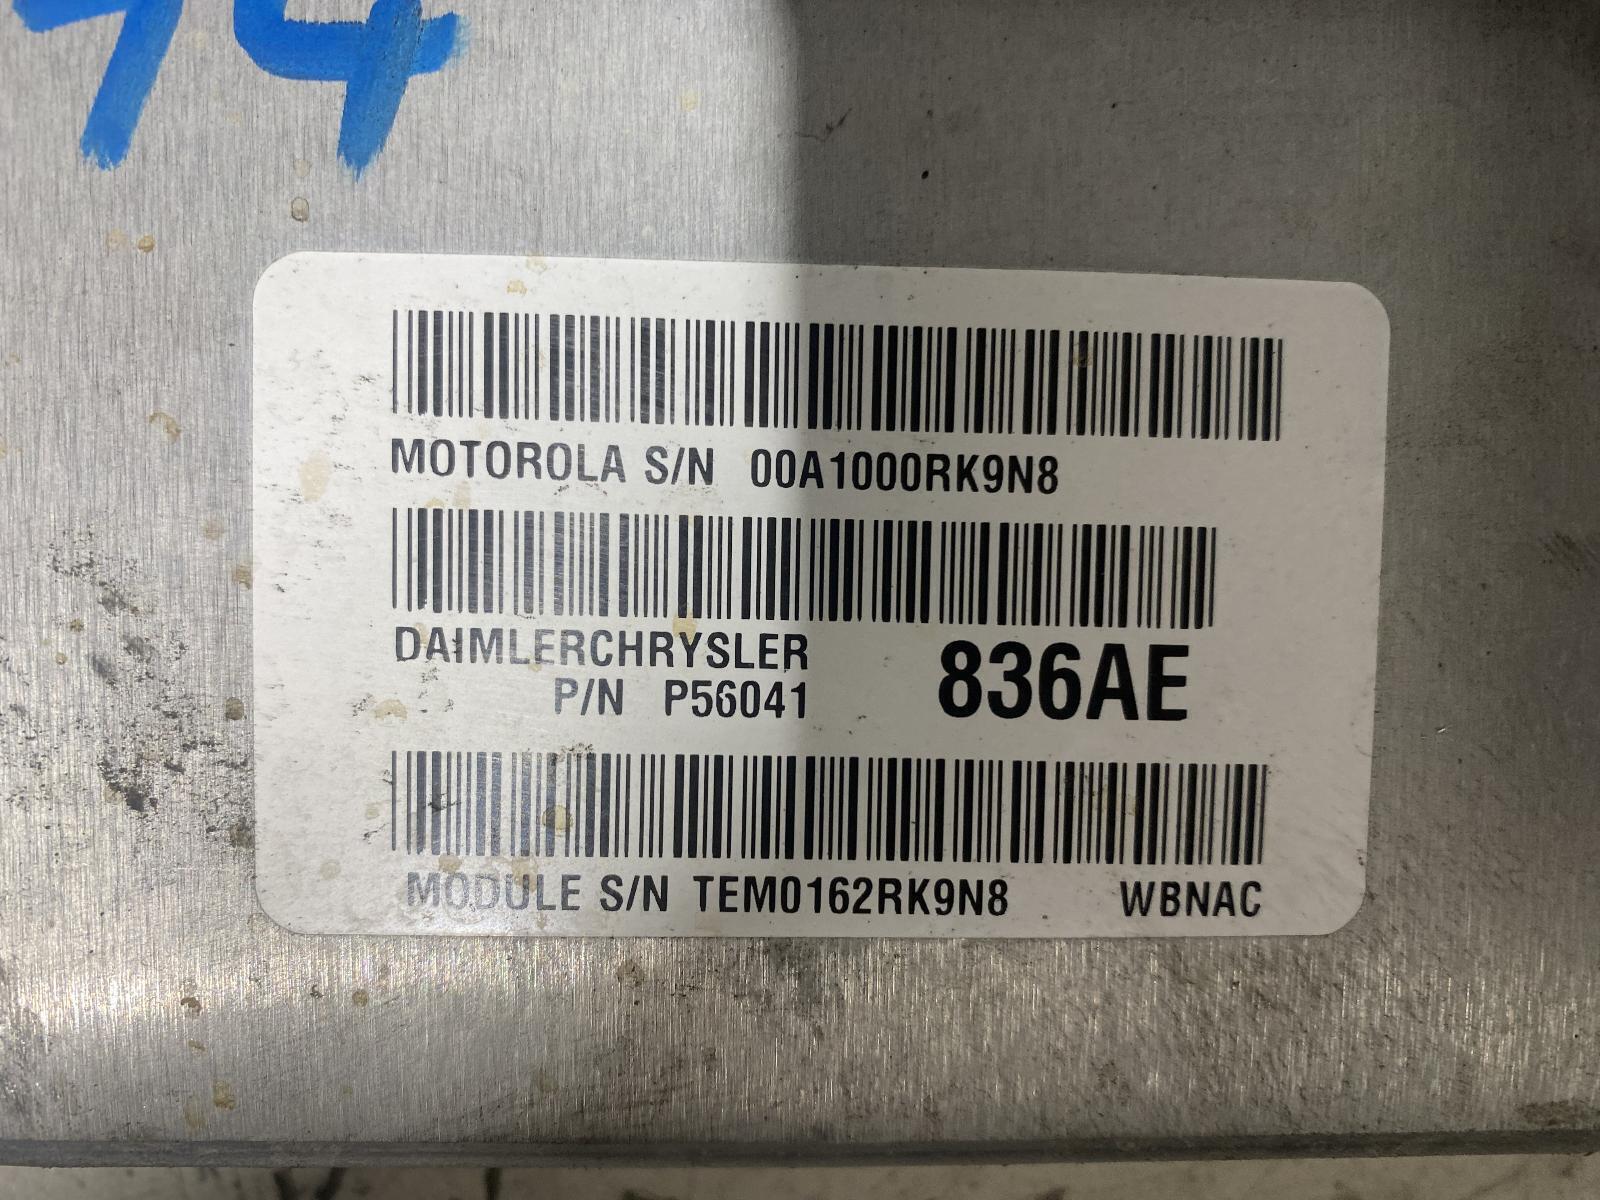 MOTOROLA S/N 00A1000RK9N8
DAIMLERCHRYSLER 836AE
P/N P56041
MODULE S/N TEM0162RK9N8 WBNAC